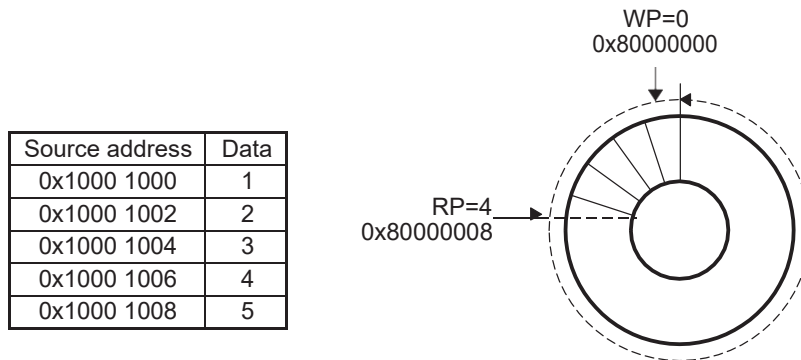 WP=0
0x80000000
Source address Data
0x1000 1000 1
0x1000 1002 2
0x1000 1004 3
0x1000 1006 4
0x1000 1008 5
RP=4
0x80000008